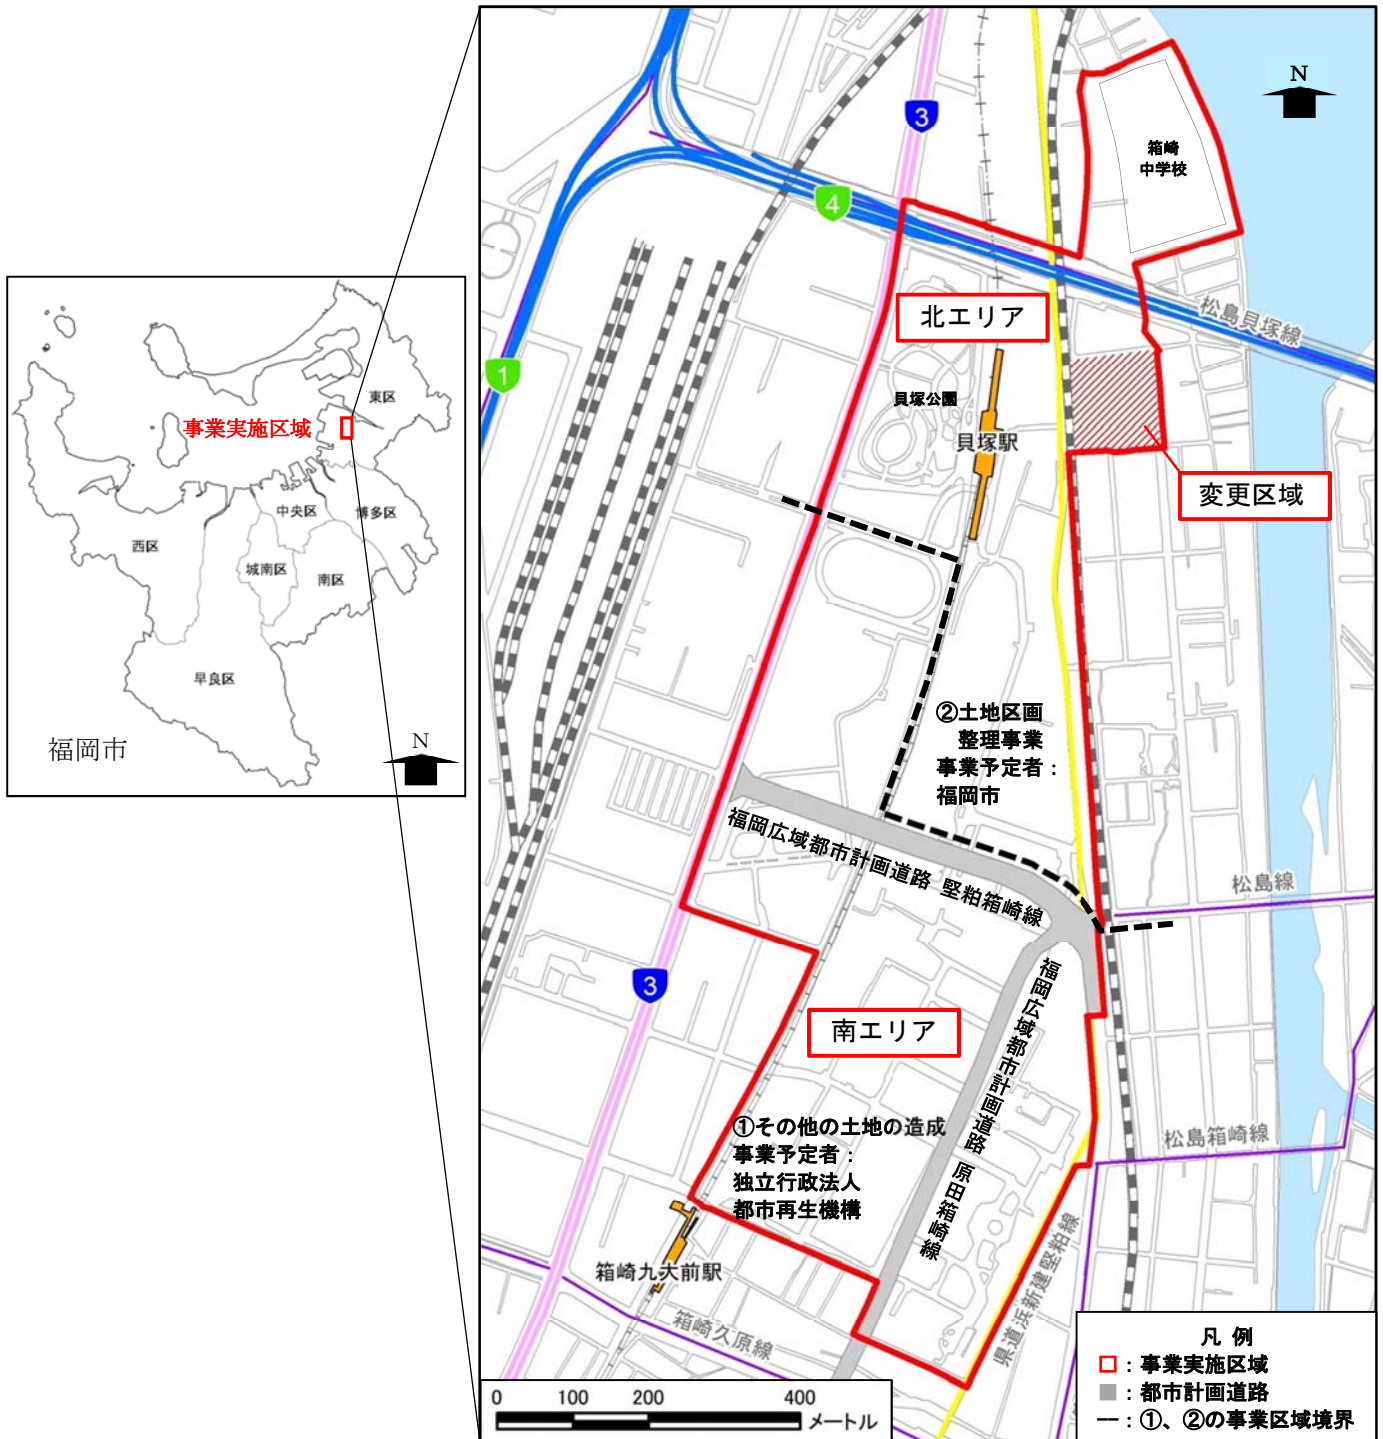 N
3
箱崎
中学校
4
松島貝塚線
北エリア
1
貝塚公園
貝塚駅
変更区域
東区
事業実施区域
中央区
博多区
西区
城南区
南区
早良区
福岡市
N
②土地区画
整理事業
事業予定者：
福岡市
福岡広域都市計画道路 堅粕箱崎線
松島線
3
南エリア
福岡広域都市計画道路 原田箱崎線
①その他の土地の造成
事業予定者：
独立行政法人
都市再生機構
松島箱崎線
箱崎九大前駅
箱崎久原線
県道浜新建堅粕線
凡 例
：事業実施区域
：都市計画道路
：①、②の事業区域境界
0 100 200 400
メートル